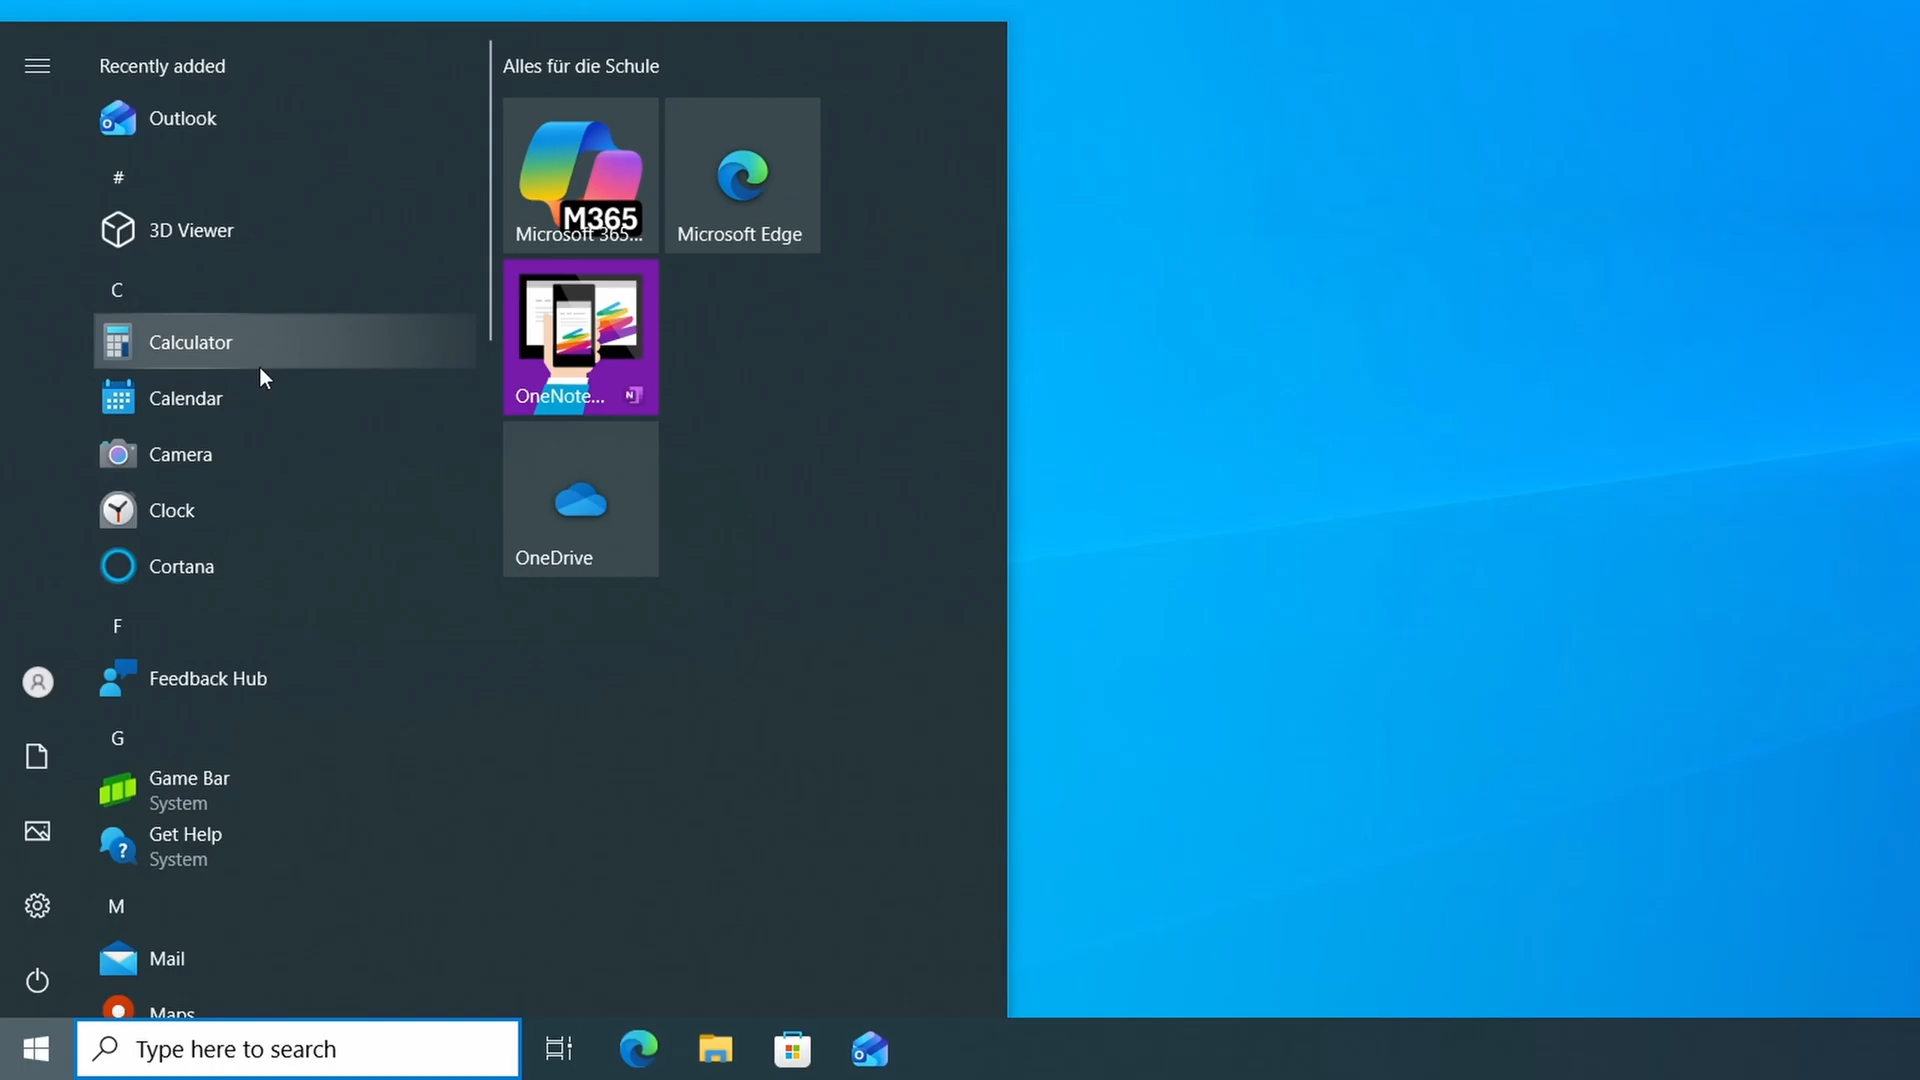 Recently added
Outlook
#
3D Viewer
C
Calculator
Calendar
Camera
Clock
Cortana
F
Feedback Hub
G
Game Bar
System
Get Help
System
M
Mail
Maps
Alles für die Schule
M365
Microsoft 365...
Microsoft Edge
OneNote...
OneDrive
Type here to search